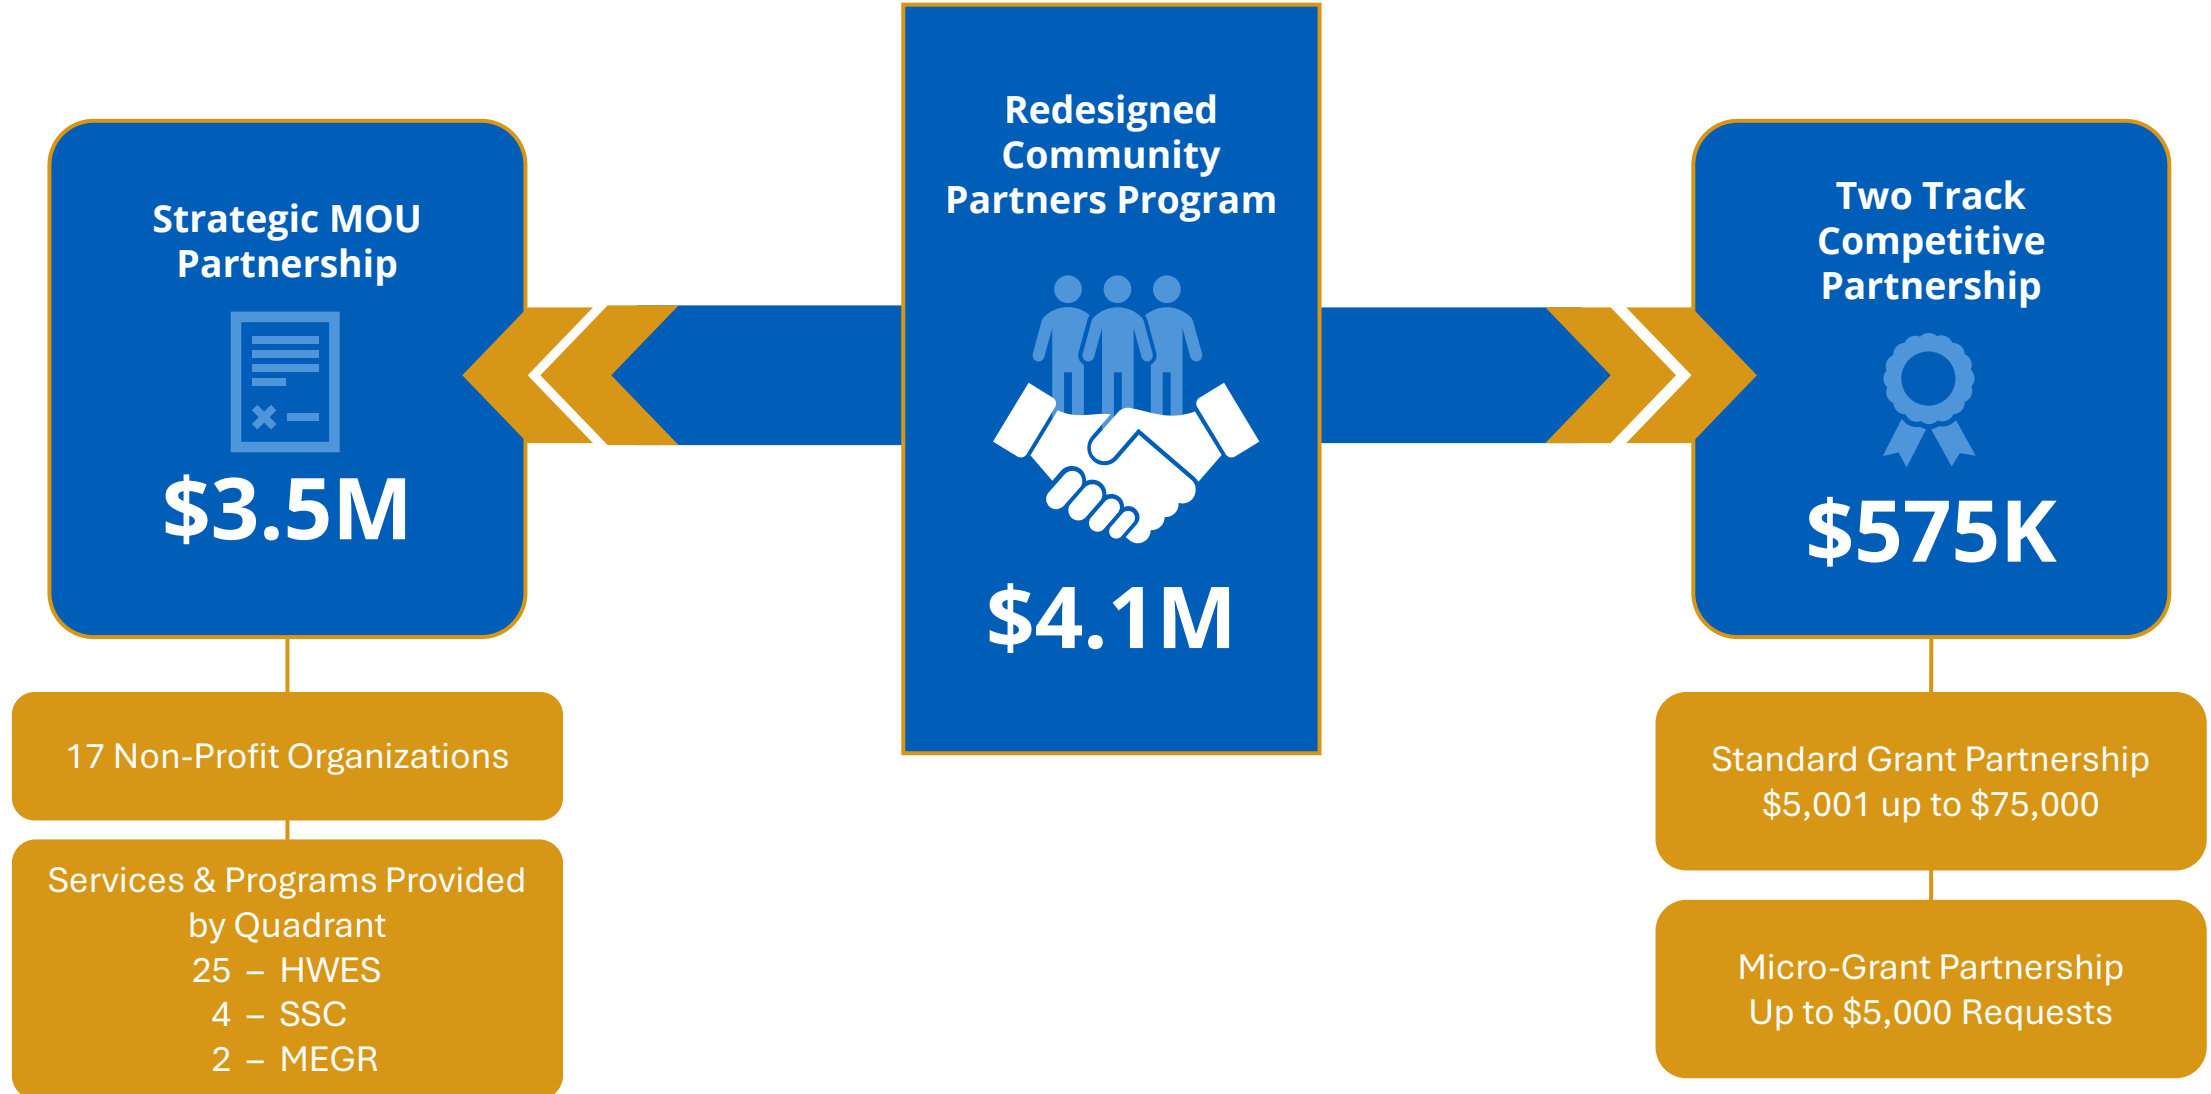 Strategic MOU
Partnership
$3.5M
17 Non-Profit Organizations
Services & Programs Provided
by Quadrant
25 – HWES
4 – SSC
2 – MEGR
Redesigned
Community
Partners Program
$4.1M
Two Track
Competitive
Partnership
$575K
Standard Grant Partnership
$5,001 up to $75,000
Micro-Grant Partnership
Up to $5,000 Requests